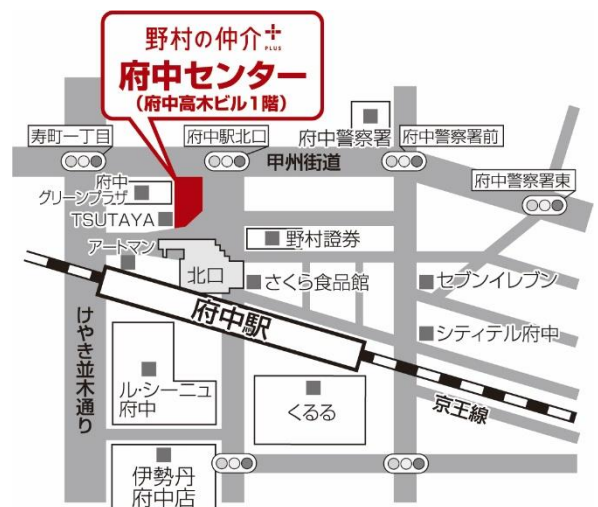 野村の仲介+
PLUS
府中センター
(府中高木ビル1階)
寿町一丁目
府中駅北口
府中警察署
府中警察署前
甲州街道
府中警察署東
府中
グリーンプラザ
TSUTAYA
野村證券
アートマン
北口
さくら食品館
セブンイレブン
府中駅
シティテル府中
けやき並木通り
ル・シーニュ
府中
くるる
京王線
伊勢丹
府中店